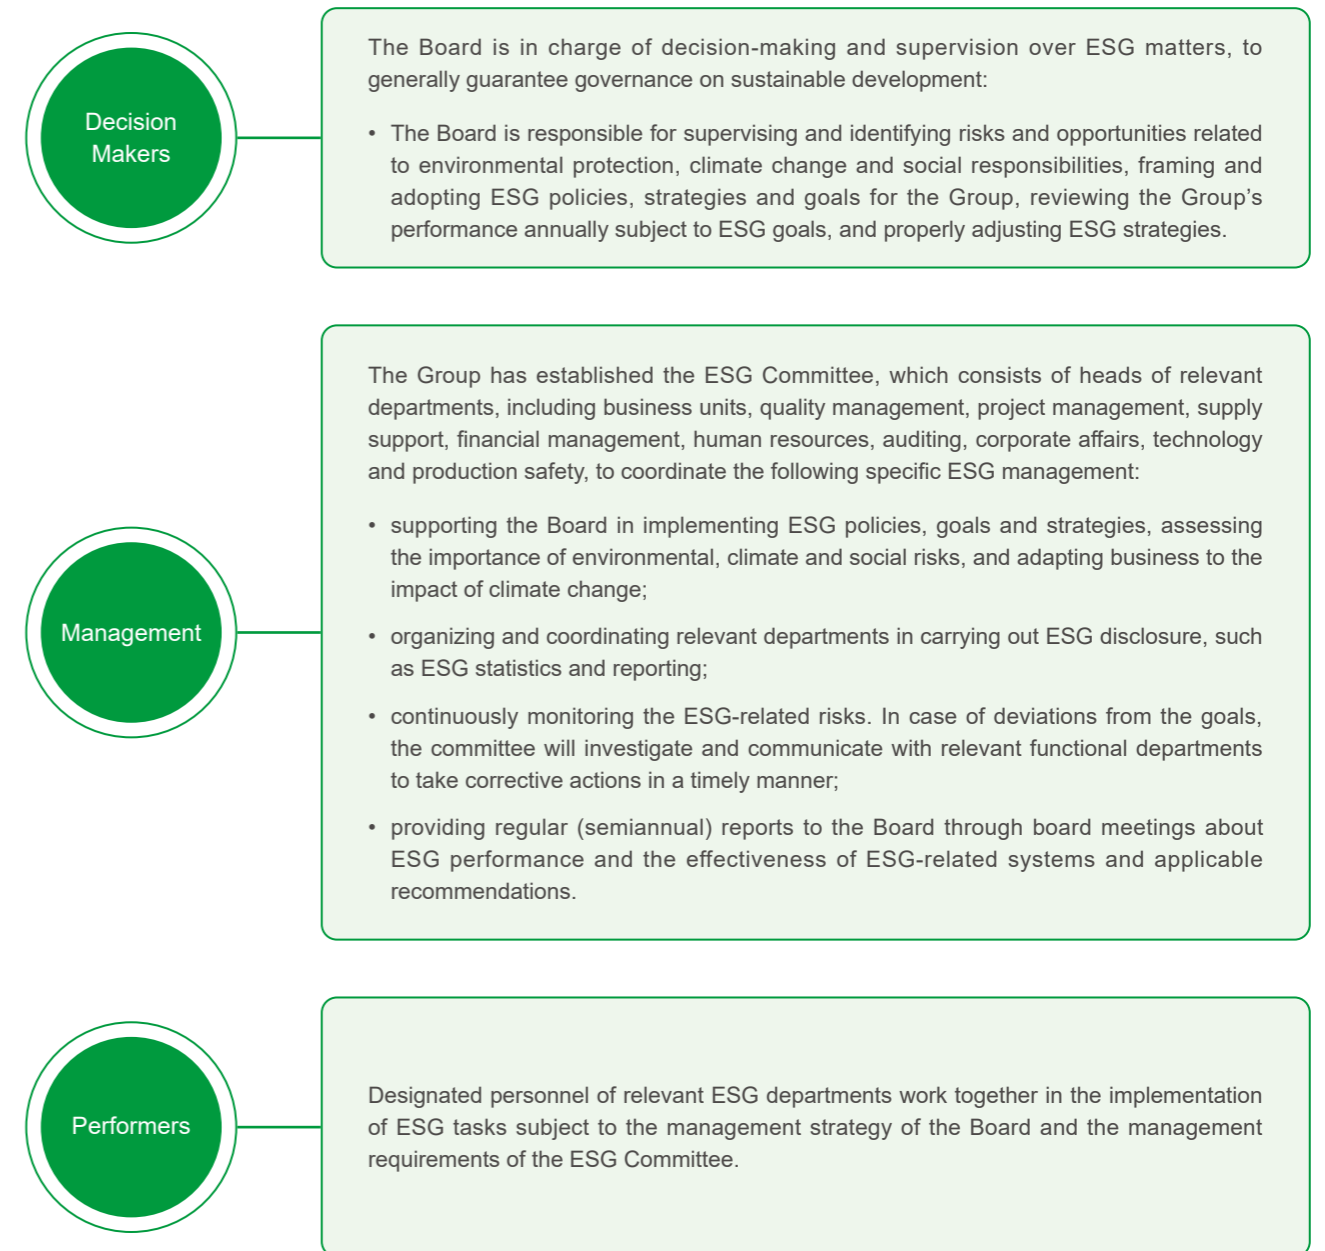 Decision
Makers
The Board is in charge of decision-making and supervision over ESG matters, to
generally guarantee governance on sustainable development:
• The Board is responsible for supervising and identifying risks and opportunities related
to environmental protection, climate change and social responsibilities, framing and
adopting ESG policies, strategies and goals for the Group, reviewing the Group’s
performance annually subject to ESG goals, and properly adjusting ESG strategies.
Management
The Group has established the ESG Committee, which consists of heads of relevant
departments, including business units, quality management, project management, supply
support, financial management, human resources, auditing, corporate affairs, technology
and production safety, to coordinate the following specific ESG management:
• supporting the Board in implementing ESG policies, goals and strategies, assessing
the importance of environmental, climate and social risks, and adapting business to the
impact of climate change;
• organizing and coordinating relevant departments in carrying out ESG disclosure, such
as ESG statistics and reporting;
• continuously monitoring the ESG-related risks. In case of deviations from the goals,
the committee will investigate and communicate with relevant functional departments
to take corrective actions in a timely manner;
• providing regular (semiannual) reports to the Board through board meetings about
ESG performance and the effectiveness of ESG-related systems and applicable
recommendations.
Performers
Designated personnel of relevant ESG departments work together in the implementation
of ESG tasks subject to the management strategy of the Board and the management
requirements of the ESG Committee.